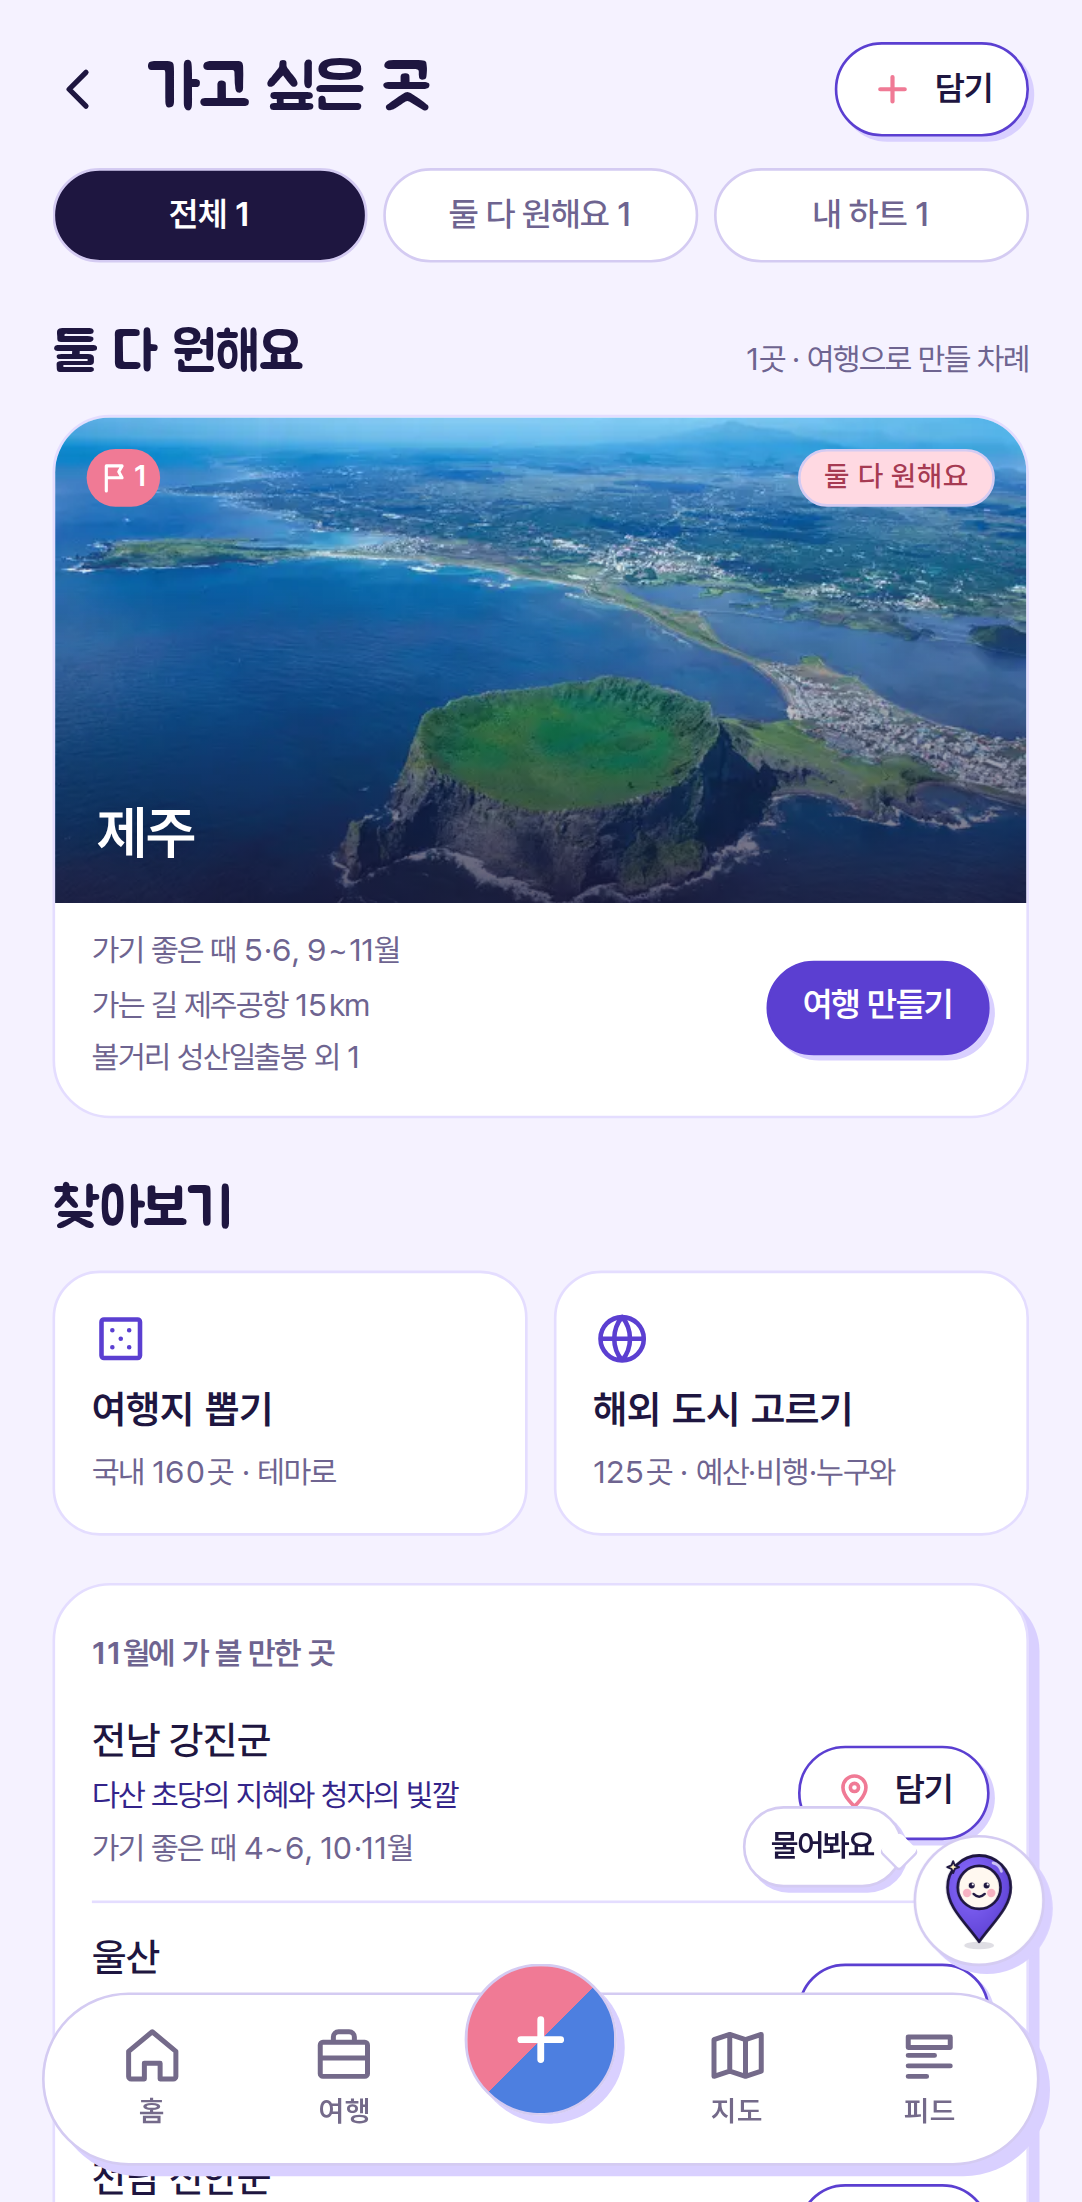 가고 싶은 곳
담기
전체 1
둘 다 원해요 1
내 하트 1
둘 다 원해요
1곳 · 여행으로 만들 차례
1
둘 다 원해요
제주
가기 좋은 때 5·6, 9~11월
가는 길 제주공항 15km
볼거리 성산일출봉 외 1
여행 만들기
찾아보기
여행지 뽑기
국내 160곳 · 테마로
해외 도시 고르기
125곳 · 예산·비행·누구와
11월에 가 볼 만한 곳
전남 강진군
다산 초당의 지혜와 청자의 빛깔
가기 좋은 때 4~6, 10·11월
담기
물어봐요
울산
홈
여행
지도
피드
전남 신안군